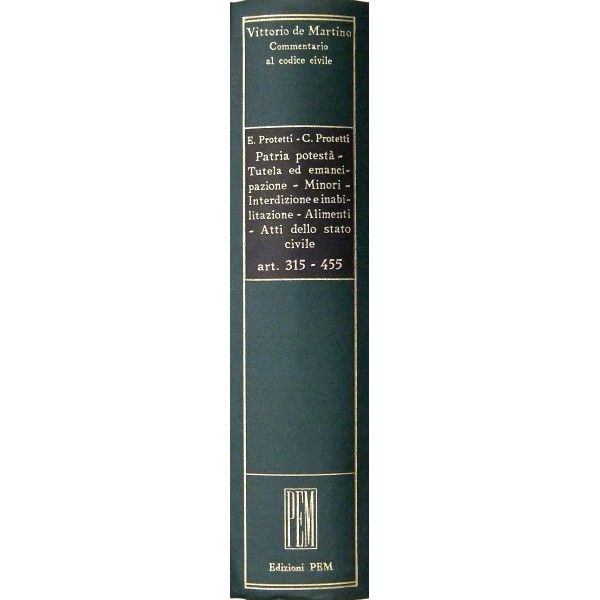 Vittorio de Martino
Commentario
al codice civile
E. Protetti - C. Protetti
Patria potestà -
Tutela ed emanci-
pazione - Minori -
Interdizione e inabi-
litazione - Alimenti
- Atti dello stato
civile
art. 315 - 455
PEM
Edizioni PEM